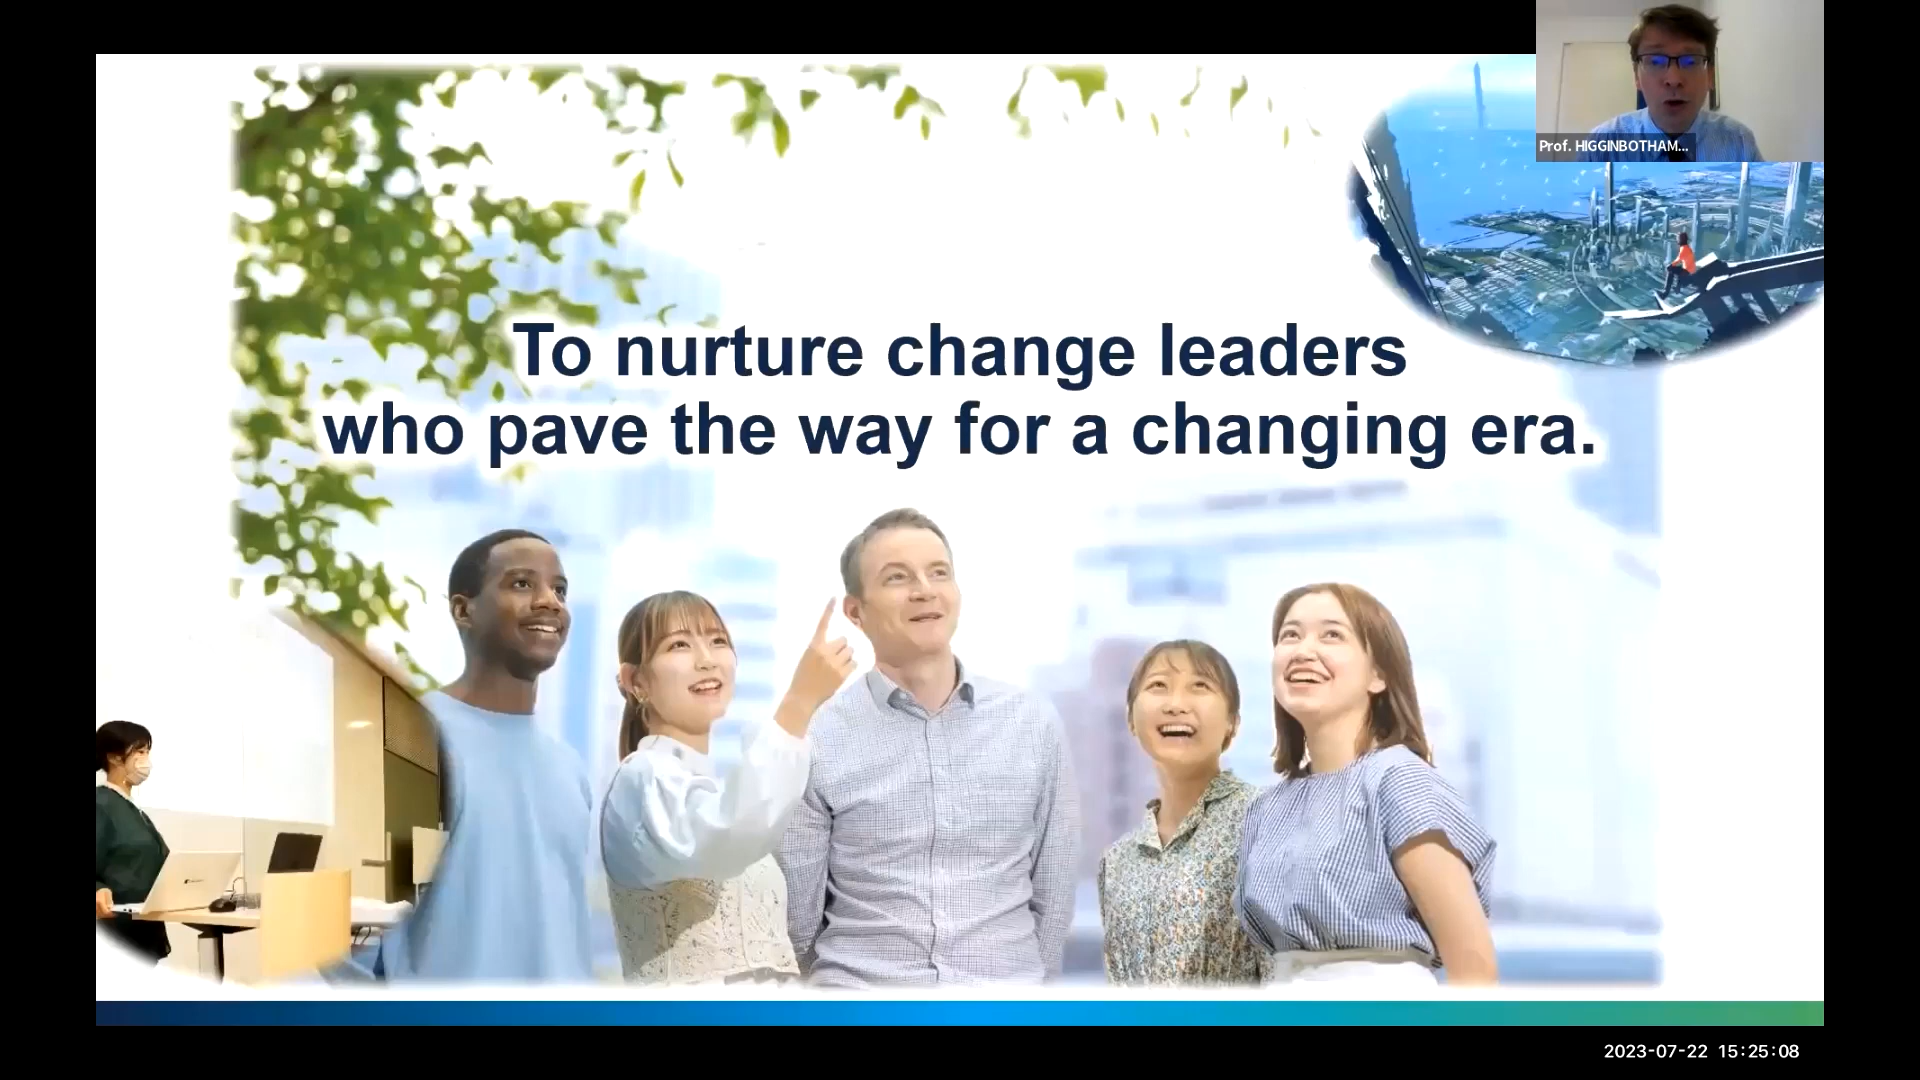 Prof. HIGGINBOTHAM...
To nurture change leaders
who pave the way for a changing era.
2023-07-22 15:25:08